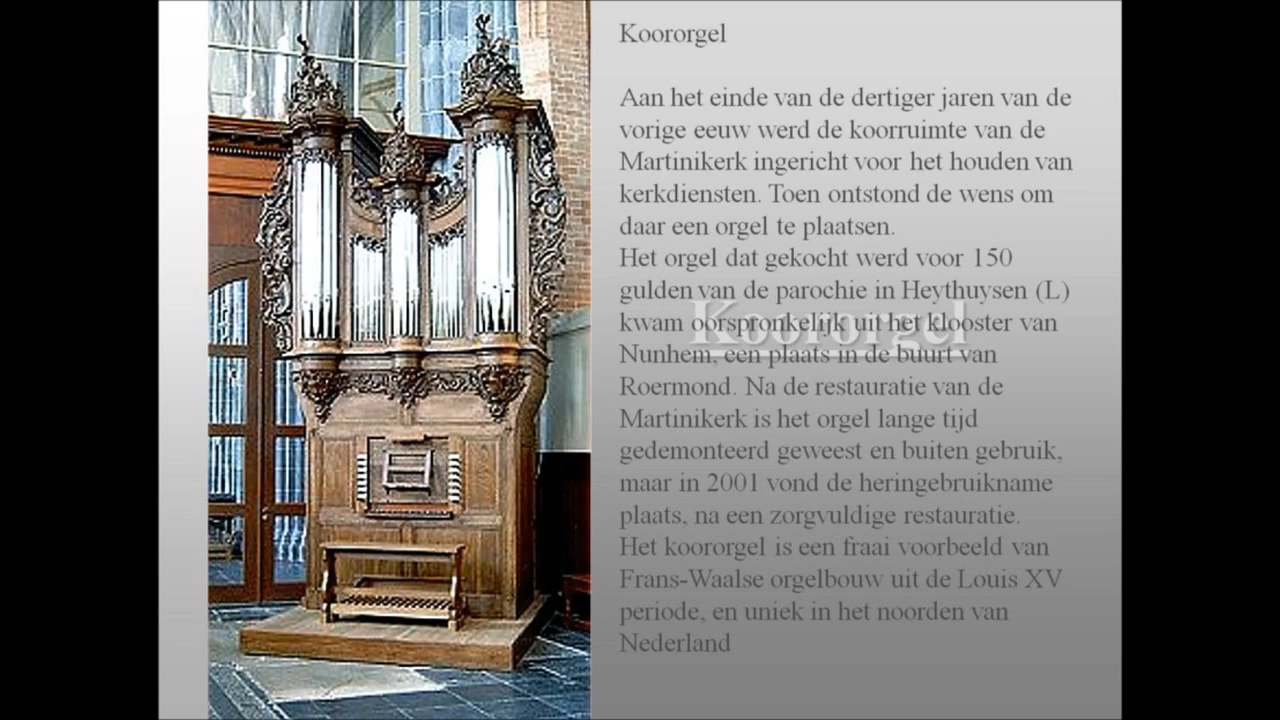 Koororgel
Aan het einde van de dertiger jaren van de
vorige eeuw werd de koorruimte van de
Martinikerk ingericht voor het houden van
kerkdiensten. Toen ontstond de wens om
daar een orgel te plaatsen.
Het orgel dat gekocht werd voor 150
gulden van de parochie in Heythuysen (L)
kwam oorspronkelijk uit het klooster van
Nunhem, een plaats in de buurt van
Roermond. Na de restauratie van de
Martinikerk is het orgel lange tijd
gedemonteerd geweest en buiten gebruik,
maar in 2001 vond de heringebruikname
plaats, na een zorgvuldige restauratie.
Het koororgel is een fraai voorbeeld van
Frans-Waalse orgelbouw uit de Louis XV
periode, en uniek in het noorden van
Nederland
Koororgel